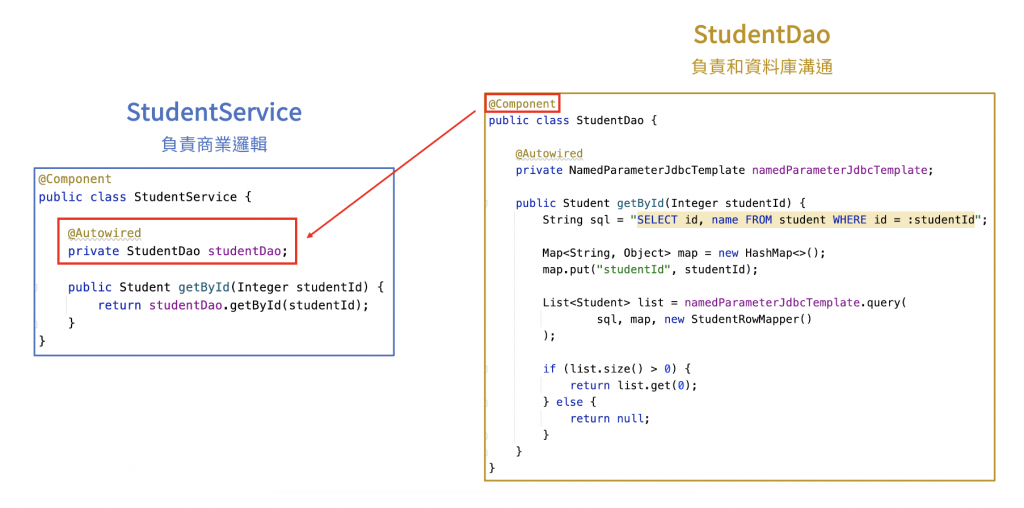 StudentService
負責商業邏輯
@Component
public class StudentService {
@Autowired
private StudentDao studentDao;
public Student getById(Integer studentId) {
return studentDao.getById(studentId);
}
}
StudentDao
負責和資料庫溝通
@Component
public class StudentDao {
@Autowired
private NamedParameterJdbcTemplate namedParameterJdbcTemplate;
public Student getById(Integer studentId) {
String sql = "SELECT id, name FROM student WHERE id = :studentId";
Map<String, Object> map = new HashMap<>();
map.put("studentId", studentId);
List<Student> list = namedParameterJdbcTemplate.query(
sql, map, new StudentRowMapper()
);
if (list.size() > 0) {
return list.get(0);
} else {
return null;
}
}
}